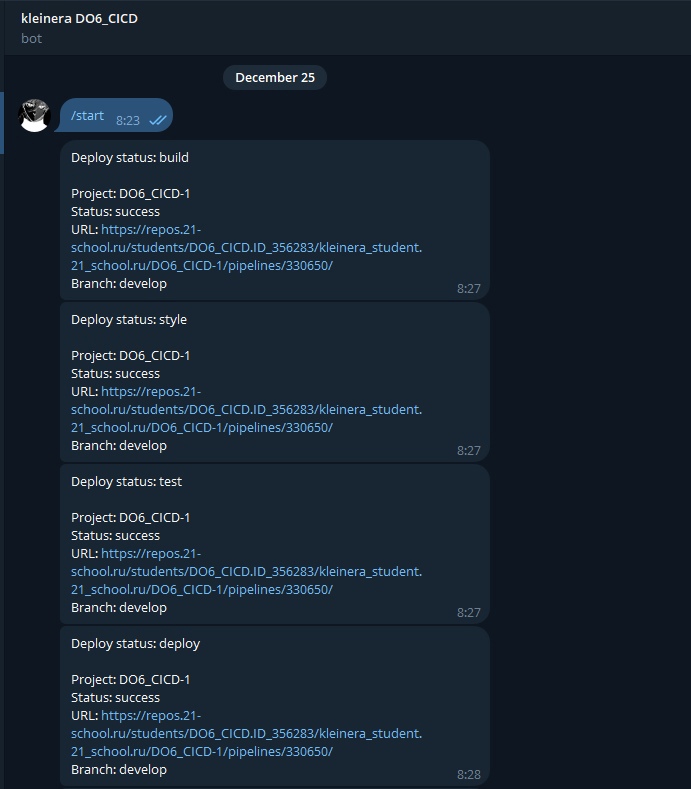 kleinera DO6_CICD
bot
December 25
/start 8:23
Deploy status: build
Project: DO6_CICD-1
Status: success
URL: https://repos.21-
school.ru/students/DO6_CICD.ID_356283/kleinera_student.
21_school.ru/DO6_CICD-1/pipelines/330650/
Branch: develop
8:27
Deploy status: style
Project: DO6_CICD-1
Status: success
URL: https://repos.21-
school.ru/students/DO6_CICD.ID_356283/kleinera_student.
21_school.ru/DO6_CICD-1/pipelines/330650/
Branch: develop
8:27
Deploy status: test
Project: DO6_CICD-1
Status: success
URL: https://repos.21-
school.ru/students/DO6_CICD.ID_356283/kleinera_student.
21_school.ru/DO6_CICD-1/pipelines/330650/
Branch: develop
8:27
Deploy status: deploy
Project: DO6_CICD-1
Status: success
URL: https://repos.21-
school.ru/students/DO6_CICD.ID_356283/kleinera_student.
21_school.ru/DO6_CICD-1/pipelines/330650/
Branch: develop
8:28